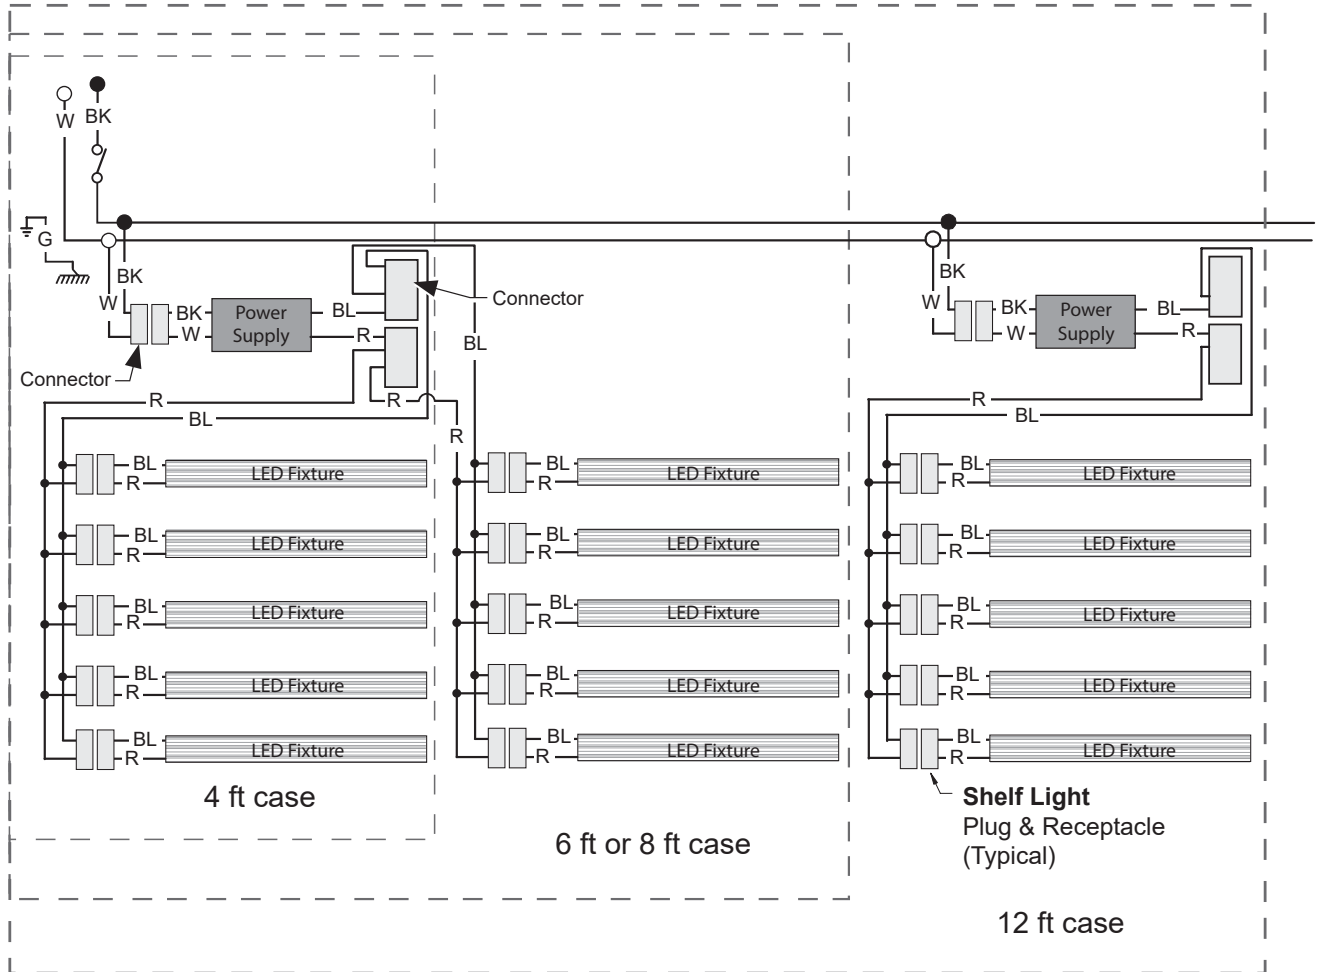 W
BK
G
BK
W
BK
W
Power
Supply
BL
R
Connector
Connector
BL
R
BL
R
R
BL
R
LED Fixture
BL
R
LED Fixture
BL
R
LED Fixture
BL
R
LED Fixture
BL
R
LED Fixture
4 ft case
BL
R
LED Fixture
BL
R
LED Fixture
BL
R
LED Fixture
BL
R
LED Fixture
BL
R
LED Fixture
6 ft or 8 ft case
BK
W
BK
W
Power
Supply
BL
R
R
BL
BL
R
LED Fixture
BL
R
LED Fixture
BL
R
LED Fixture
BL
R
LED Fixture
BL
R
LED Fixture
Shelf Light
Plug & Receptacle
(Typical)
12 ft case